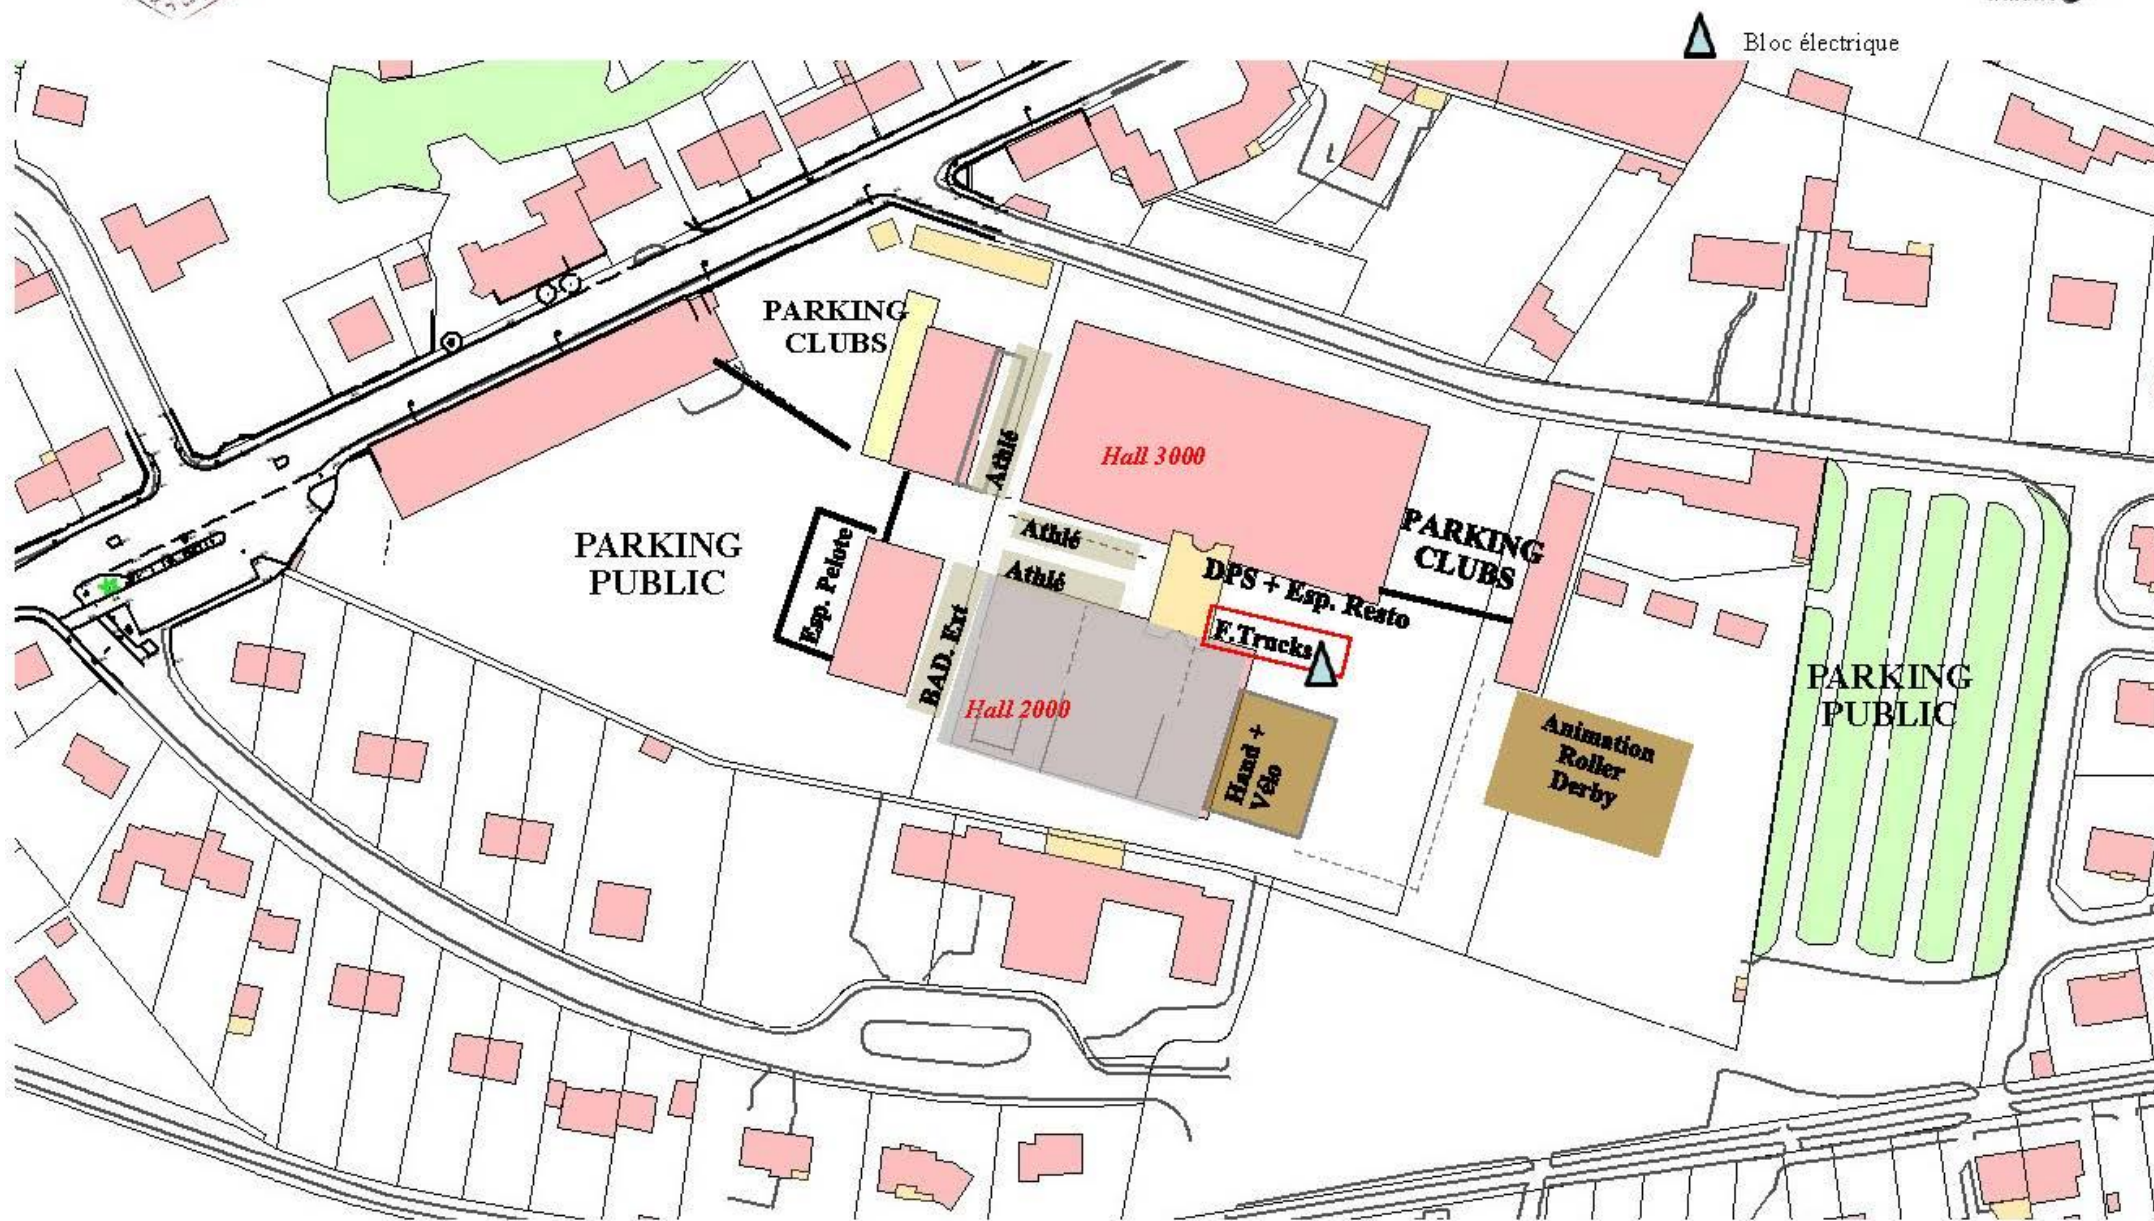 Bloc électrique
PARKING
CLUBS
Athlé
Hall 3000
PARKING
PUBLIC
Esp. Pelote
Athlé
Athlé
BAD. Ext
DPS + Esp. Resto
F.Trucks
PARKING
CLUBS
Hall 2000
Hand +
Vélo
Animation
Roller
Derby
PARKING
PUBLIC